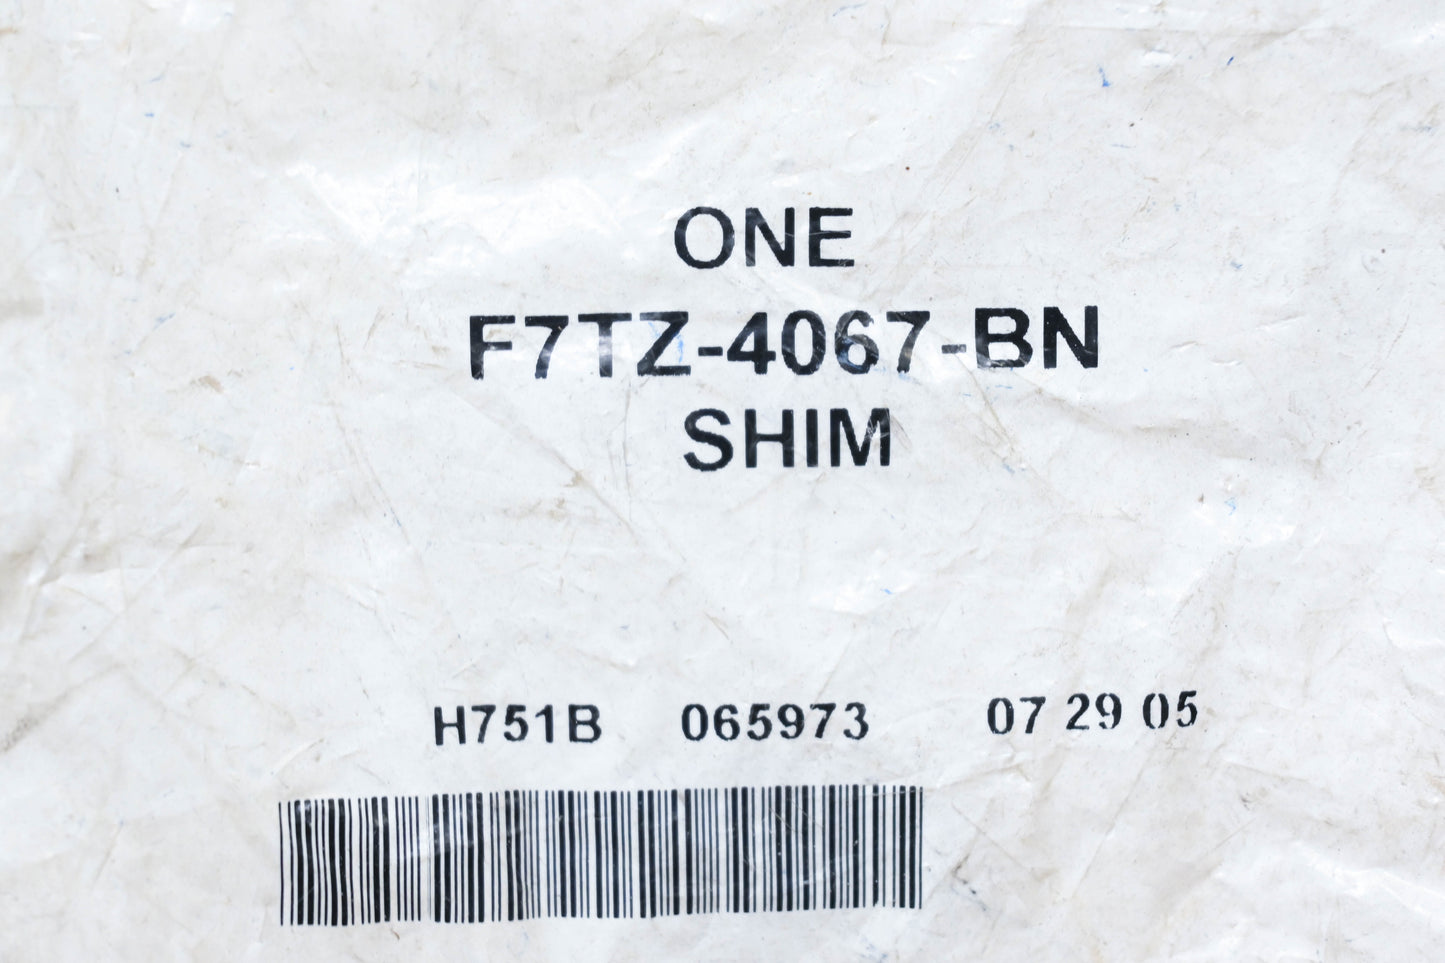 ONE
F7TZ-4067-BN
SHIM
H751B 065973 07 29 05